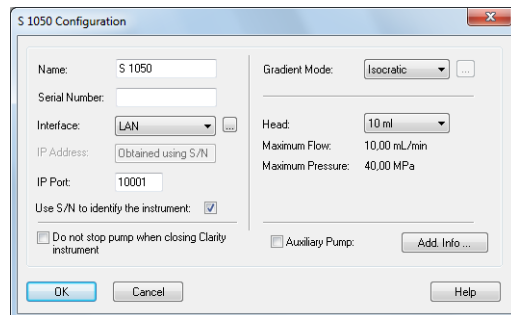 S 1050 Configuration
Name: S 1050
Serial Number:
Interface: LAN ...
IP Address: Obtained using S/N
IP Port: 10001
Use S/N to identify the instrument:
Do not stop pump when closing Clarity
instrument
Gradient Mode: Isocratic ...
Head: 10 ml
Maximum Flow: 10,00 mL/min
Maximum Pressure: 40,00 MPa
Auxiliary Pump: Add. Info ...
OK Cancel Help